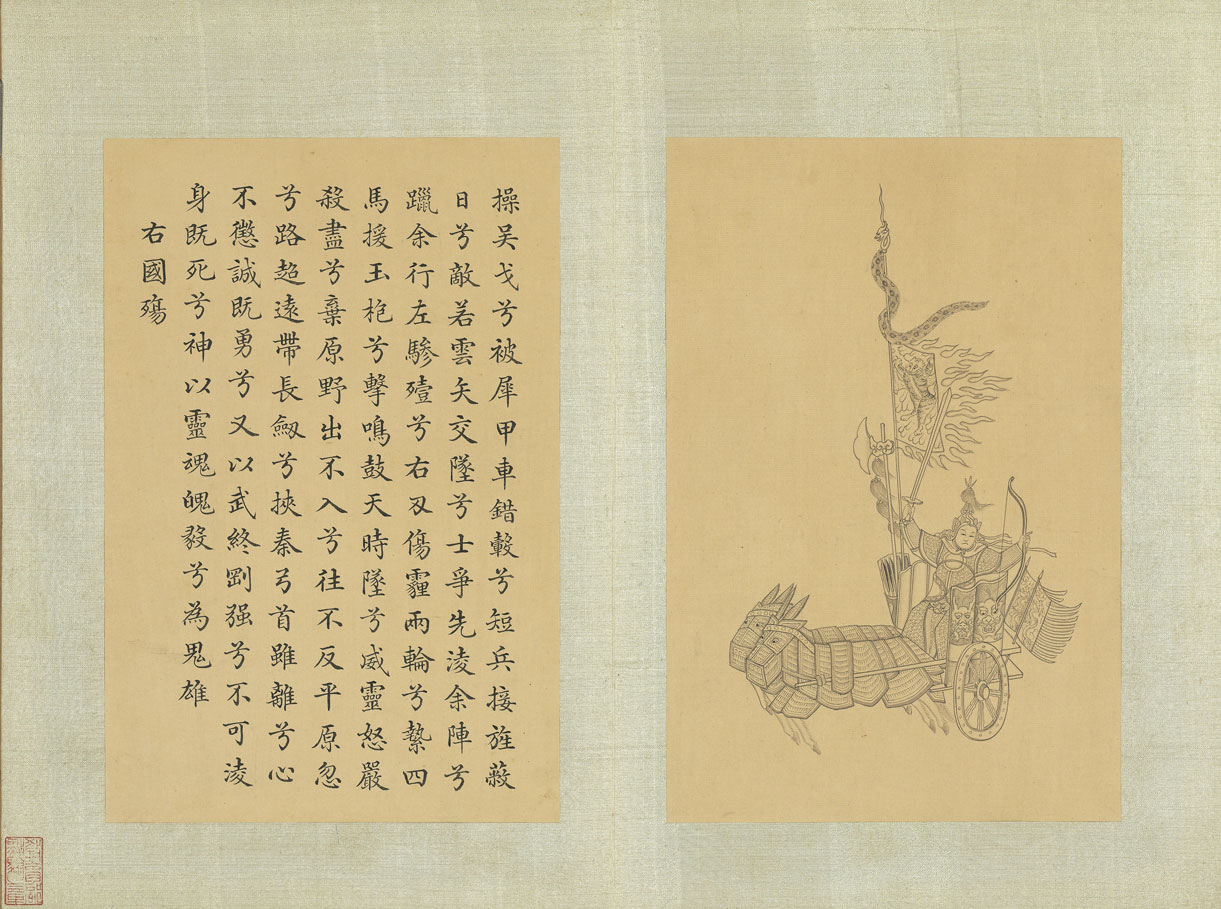 操吴戈兮被犀甲車錯轂兮短兵接旌蔽
日兮敵若雲矢交墜兮士爭先淩余陣兮
躐余行左驂殪兮右刄傷霾兩輪兮縶四
馬援玉枹兮擊鳴鼓天時墜兮威靈怒嚴
殺盡兮棄原野出不入兮往不反平原忽
兮路超遠帶長劒兮挾秦弓首雖離兮心
不懲誠既勇兮又以武終剛强兮不可淩
身既死兮神以靈魂魄毅兮為鬼雄
右國殤